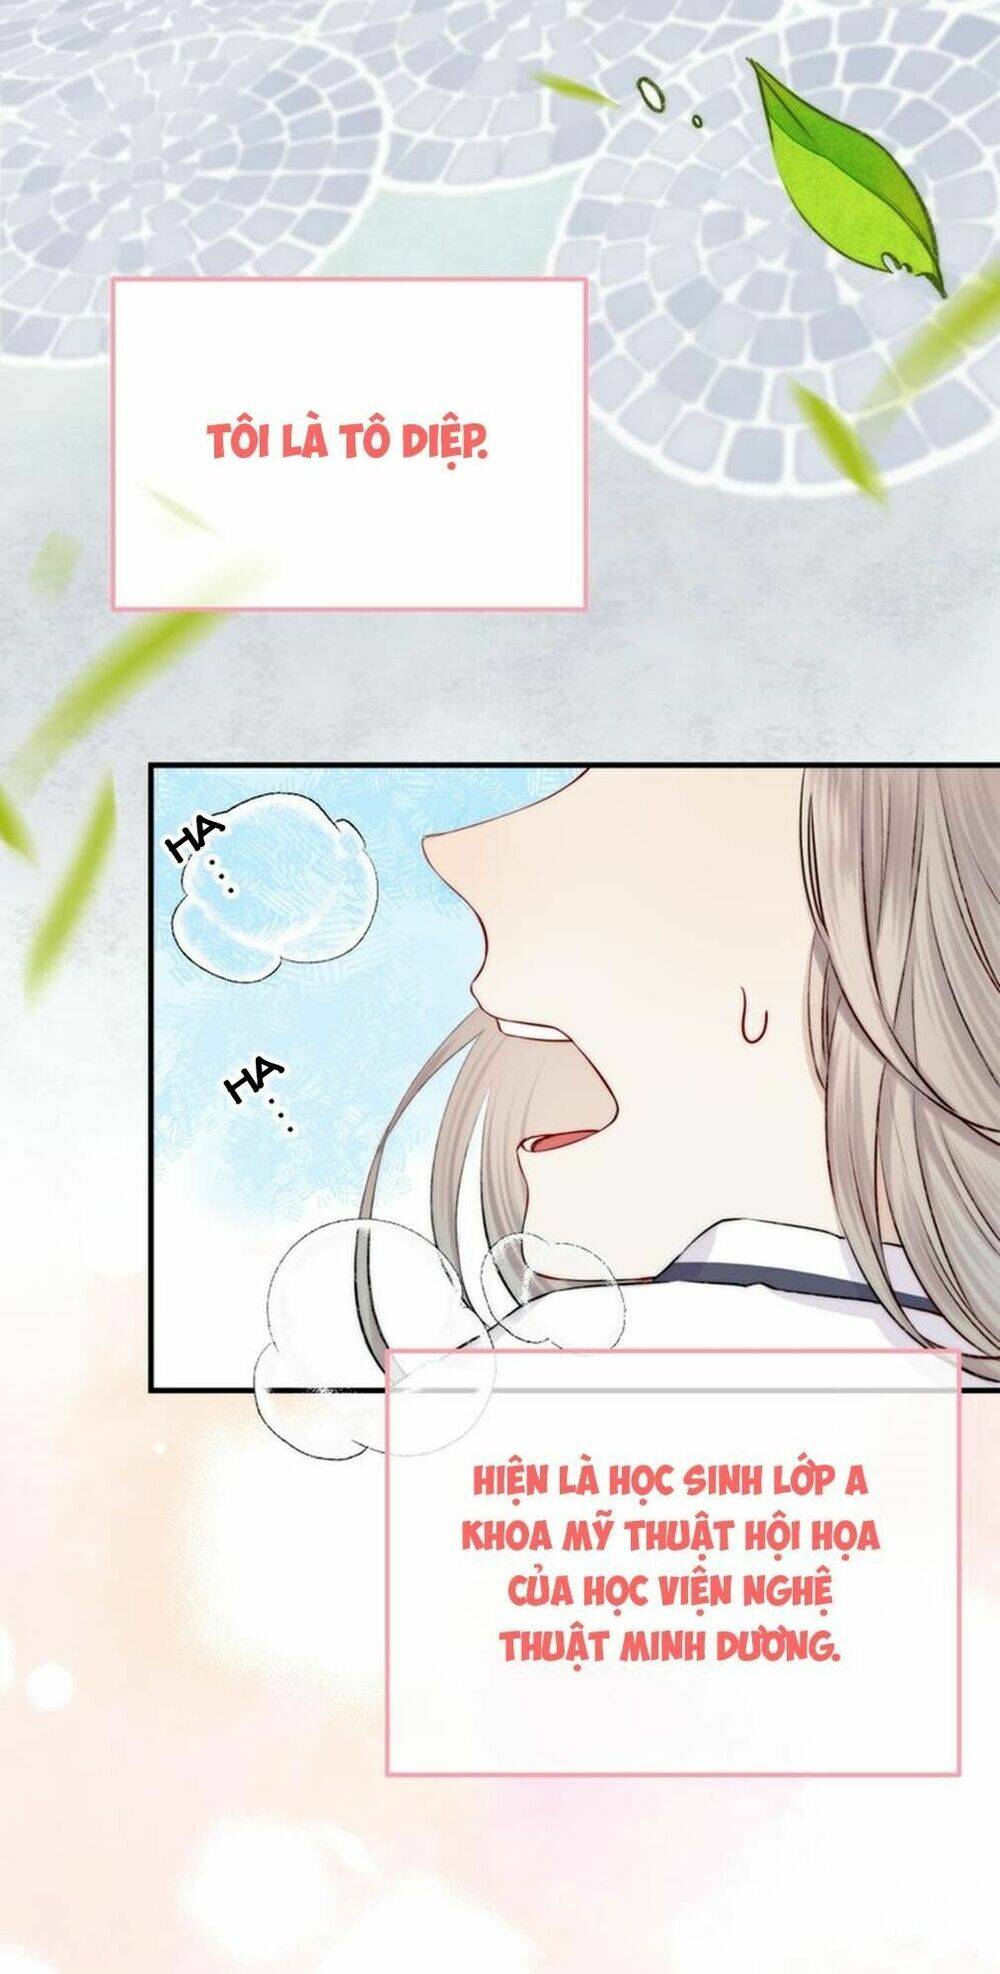 TÔI LÀ TÔ DIỆP.
HA...
HA...
HIỆN LÀ HỌC SINH LỚP A
KHOA MỸ THUẬT HỘI HỌA
CỦA HỌC VIỆN NGHỆ
THUẬT MINH DƯƠNG.